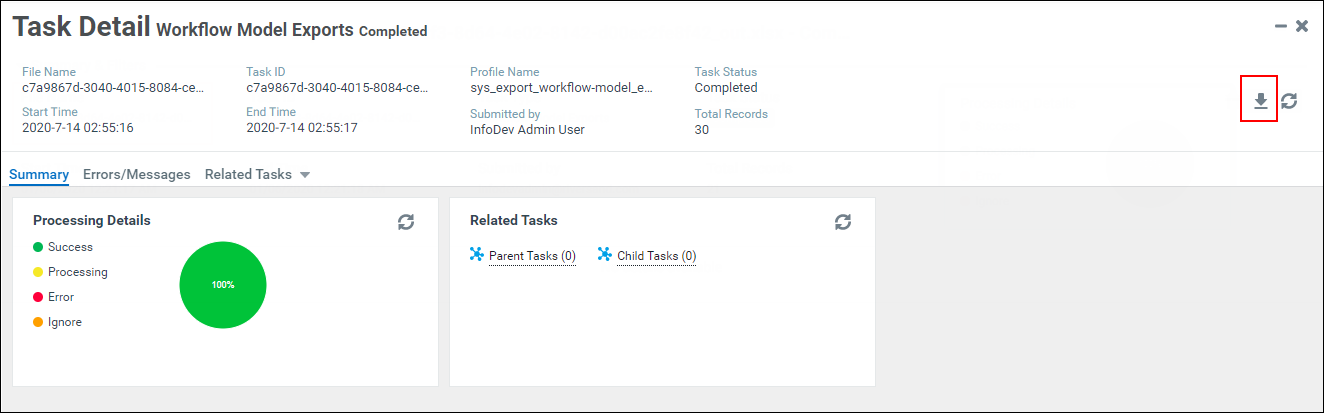 Task Detail Workflow Model Exports Completed
File Name Task ID Profile Name Task Status
c7a9867d-3040-4015-8084-ce... c7a9867d-3040-4015-8084-ce... sys_export_workflow-model_e... Completed
Start Time End Time Submitted by Total Records
2020-7-14 02:55:16 2020-7-14 02:55:17 InfoDev Admin User 30
Summary Errors/Messages Related Tasks
Processing Details
Success
Processing
Error
Ignore
100%
Related Tasks
Parent Tasks (0) Child Tasks (0)